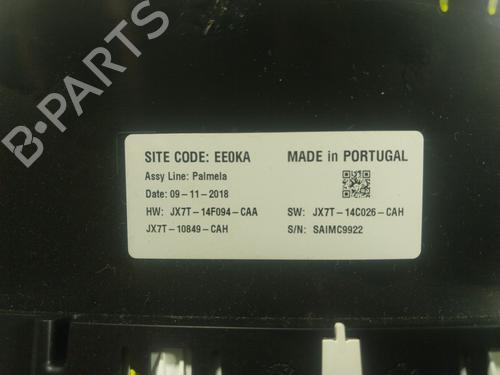 SITE CODE: EE0KA
MADE in PORTUGAL
Assy Line: Palmela
Date: 09-11-2018
HW: JX7T-14F094-CAA
SW: JX7T-14C026-CAH
JX7T-10849-CAH
S/N: SAIMC9922
B-PARTS